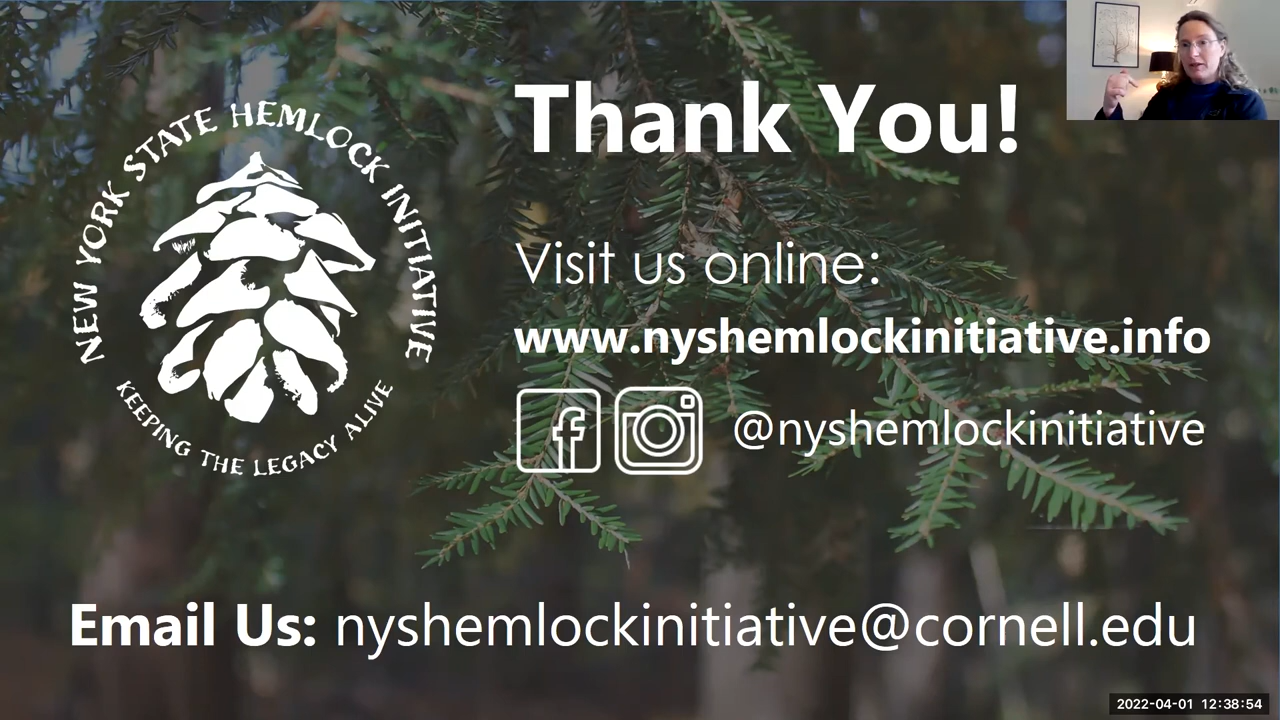 NEW YORK STATE HEMLOCK INITIATIVE
KEEPING THE LEGACY ALIVE
Thank You!
Visit us online:
www.nyshemlockinitiative.info
@nyshemlockinitiative
Email Us: nyshemlockinitiative@cornell.edu
2022-04-01 12:38:54